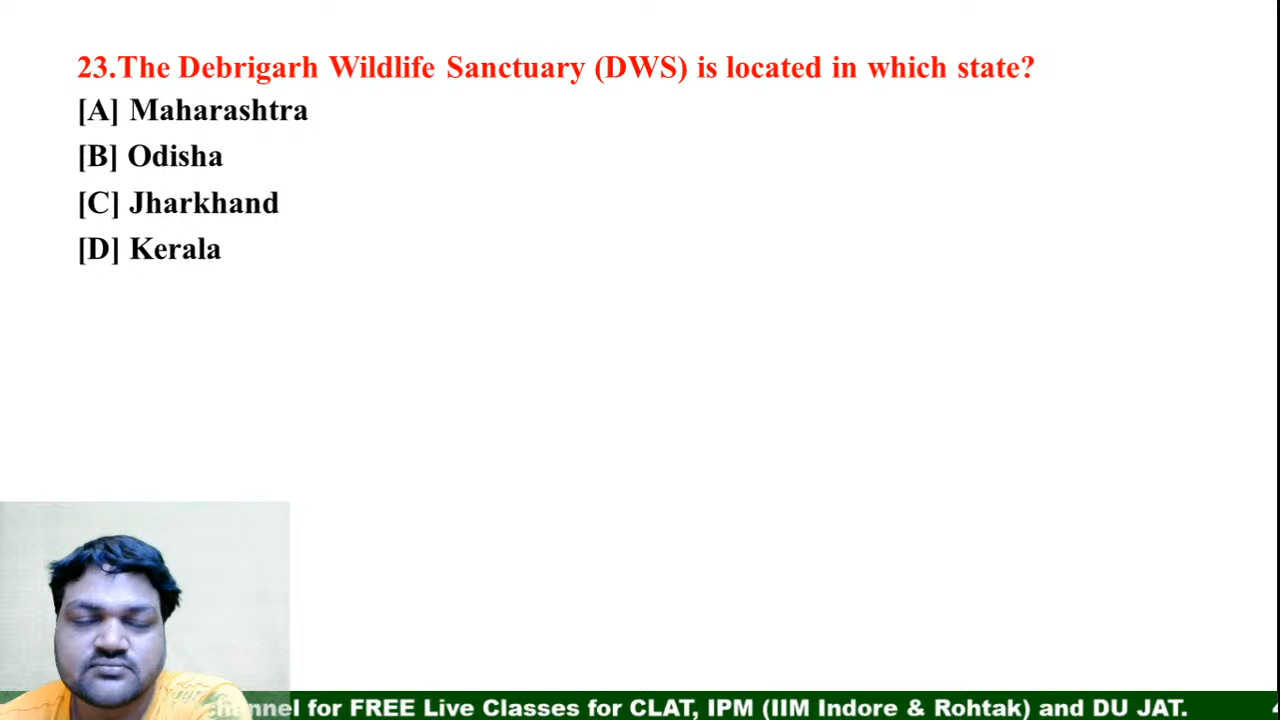 23.The Debrigarh Wildlife Sanctuary (DWS) is located in which state?
[A] Maharashtra
[B] Odisha
[C] Jharkhand
[D] Kerala
channel for FREE Live Classes for CLAT, IPM (IIM Indore & Rohtak) and DU JAT.